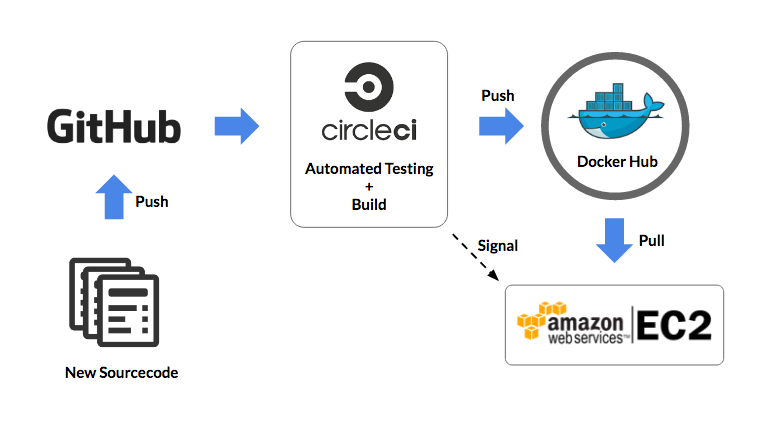 GitHub
Push
New Sourcecode
circleci
Automated Testing
+
Build
Push
Docker Hub
Signal
Pull
amazon
webservices™
EC2